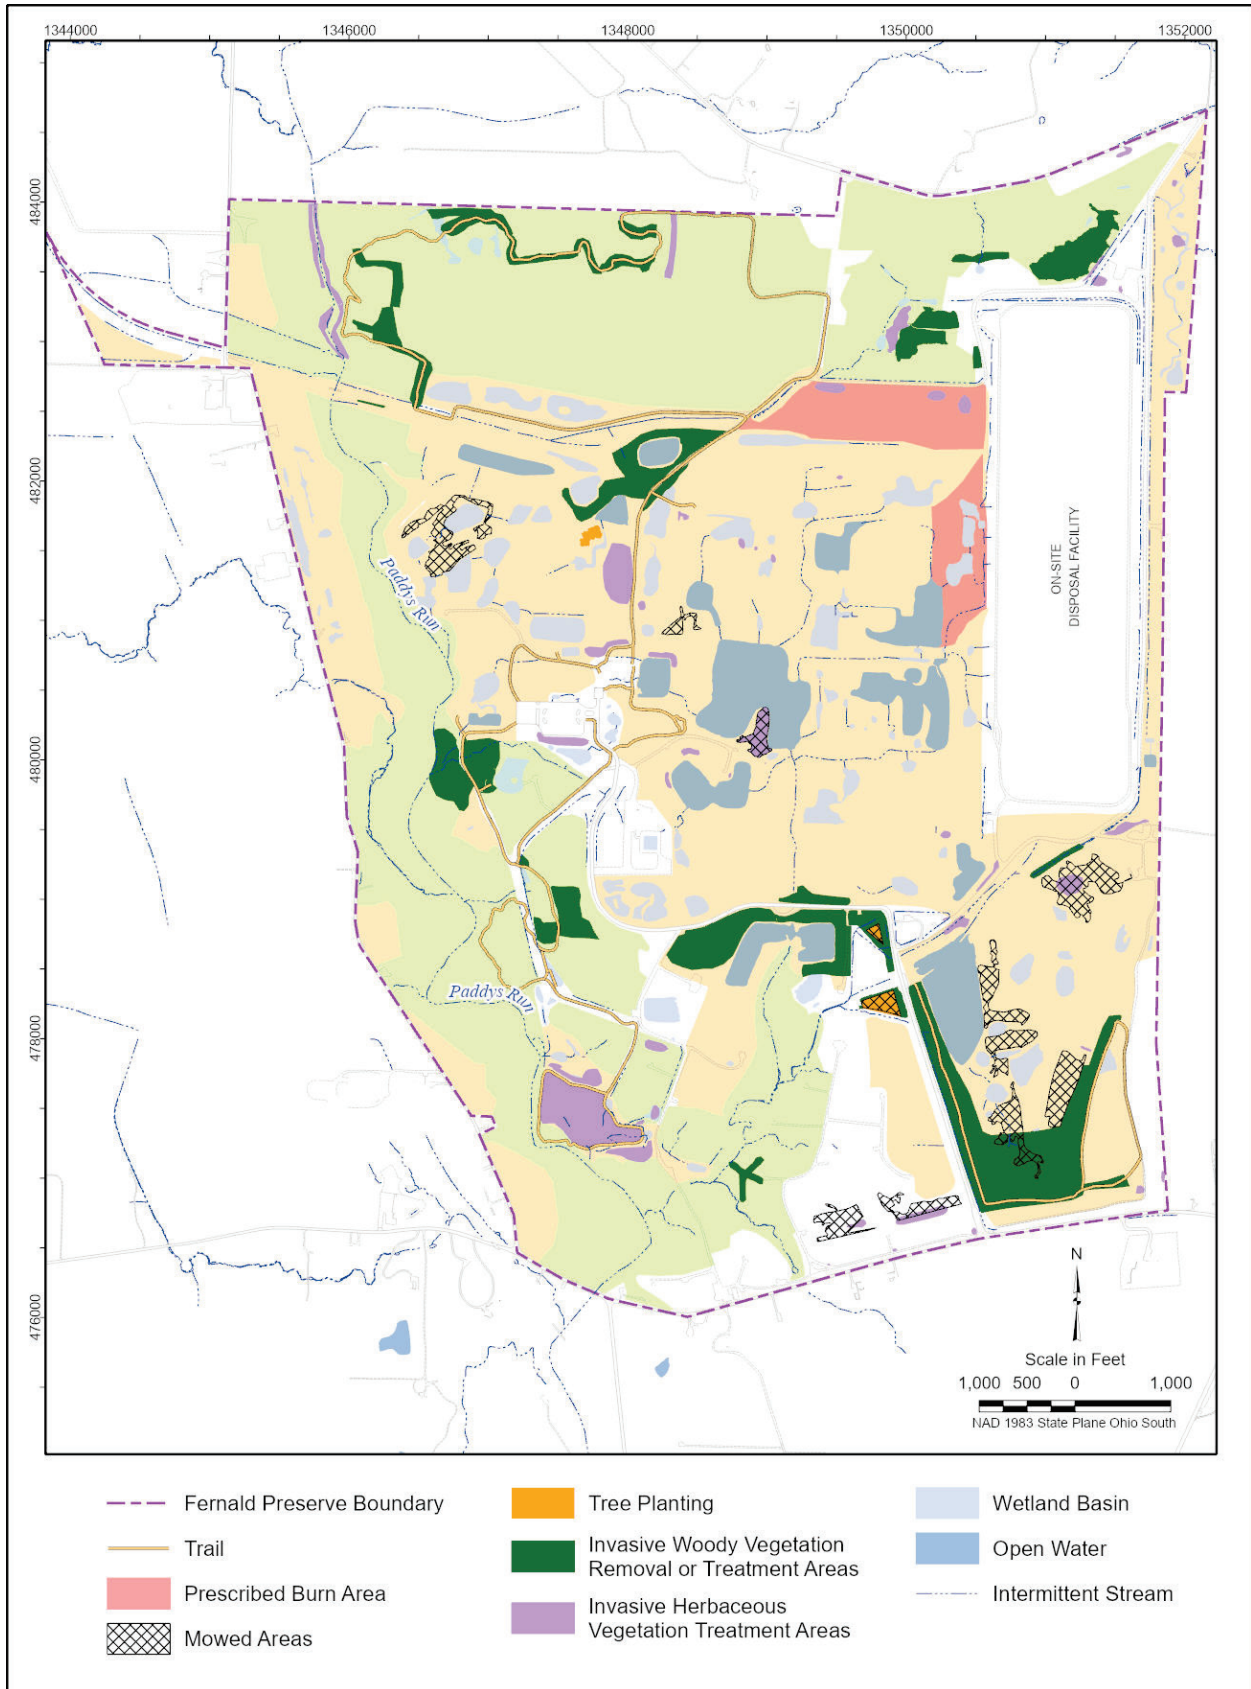 1344000 1346000 1348000 1350000 1352000
484000
482000
480000
478000
476000
Paddys Run
ON-SITE
DISPOSAL FACILITY
Paddys Run
N
Scale in Feet
1,000 500 0 1,000
NAD 1983 State Plane Ohio South
Fernald Preserve Boundary
Trail
Prescribed Burn Area
Mowed Areas
Tree Planting
Invasive Woody Vegetation
Removal or Treatment Areas
Invasive Herbaceous
Vegetation Treatment Areas
Wetland Basin
Open Water
Intermittent Stream